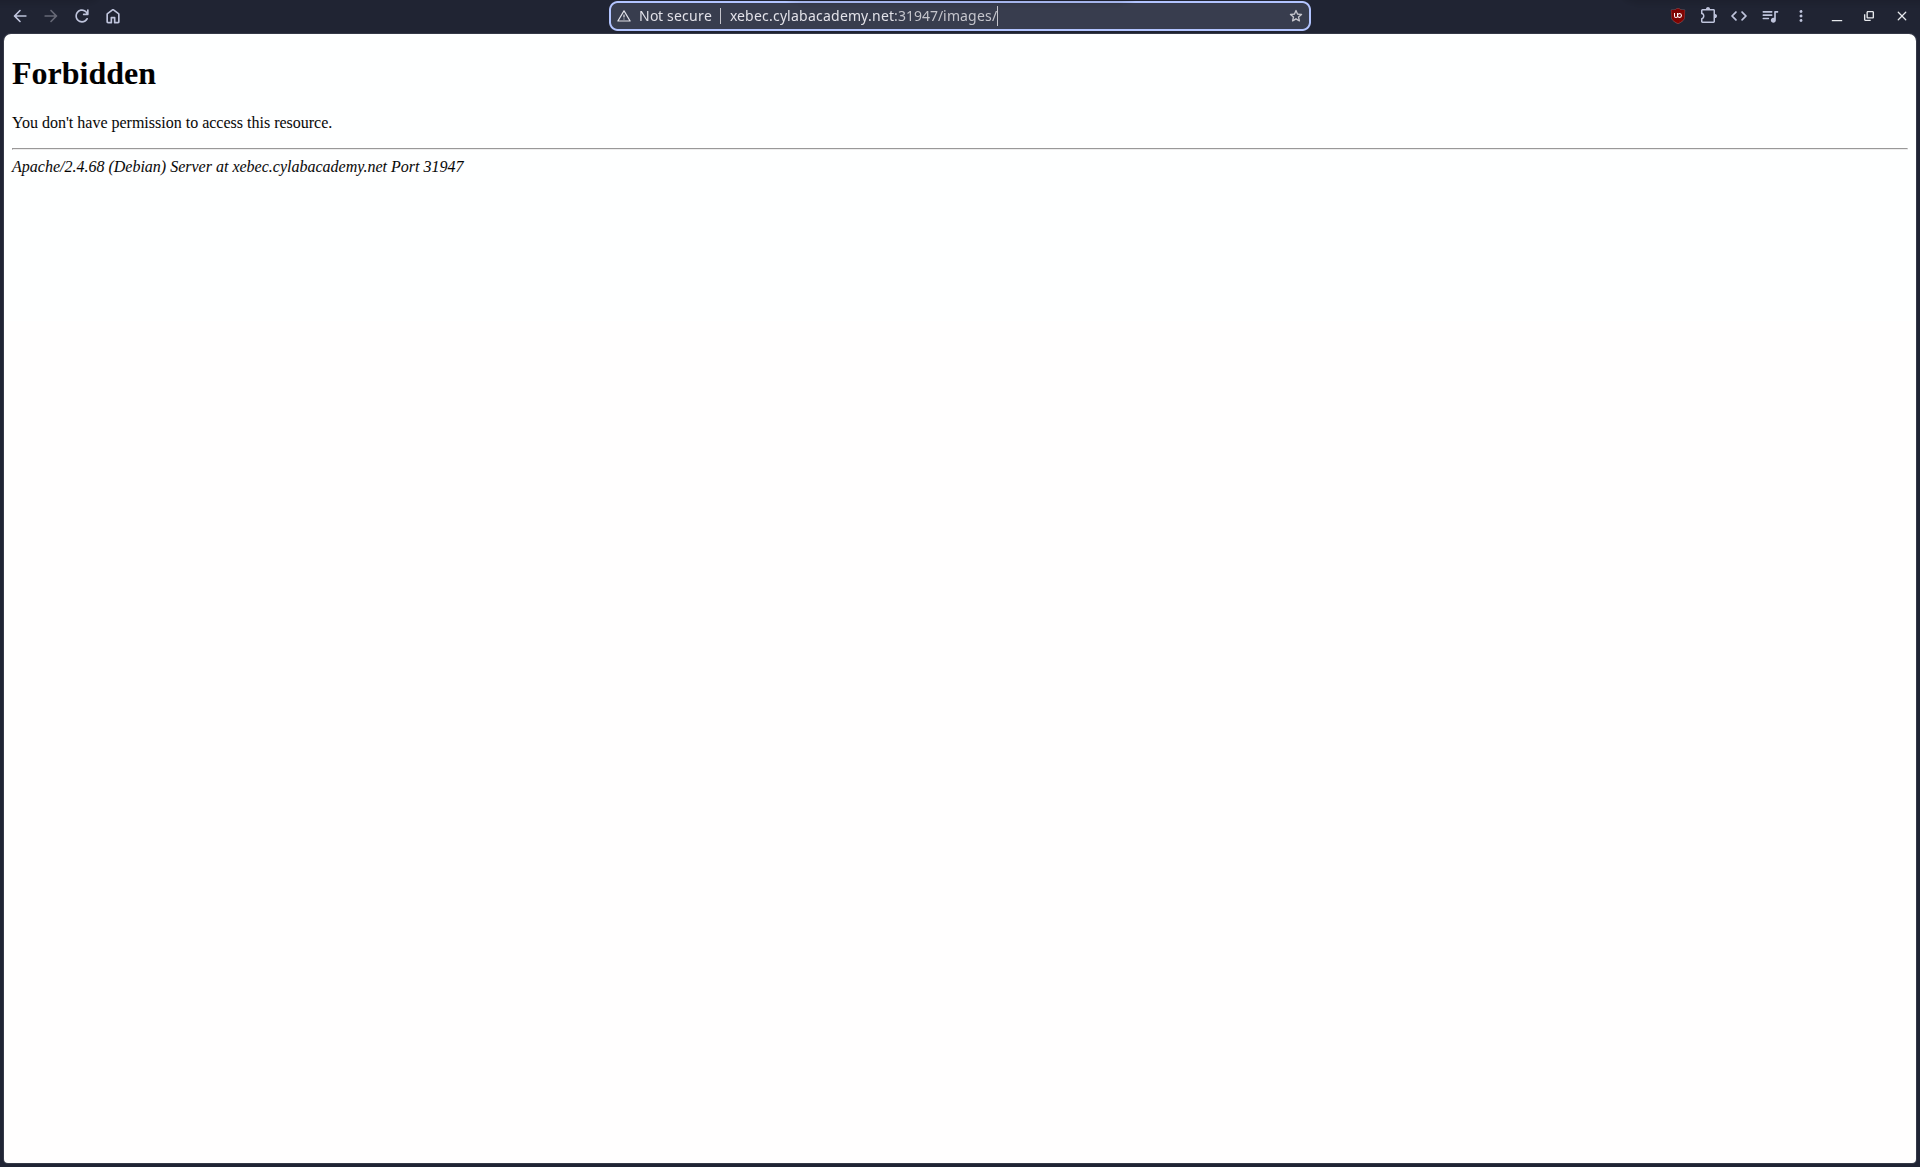 Not secure xebec.cylabacademy.net:31947/images/
Forbidden
You don't have permission to access this resource.
Apache/2.4.68 (Debian) Server at xebec.cylabacademy.net Port 31947